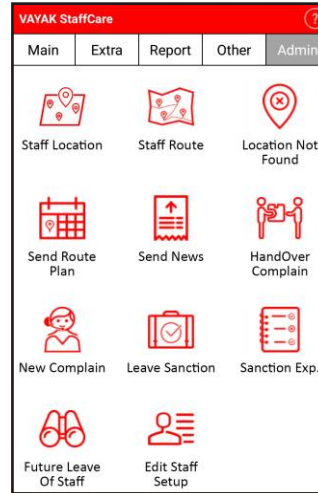 VAYAK StaffCare ?
Main Extra Report Other Admin
Staff Location Staff Route Location Not
Found
Send Route Send News HandOver
Plan Complain
New Complain Leave Sanction Sanction Exp.
Future Leave Edit Staff
Of Staff Setup